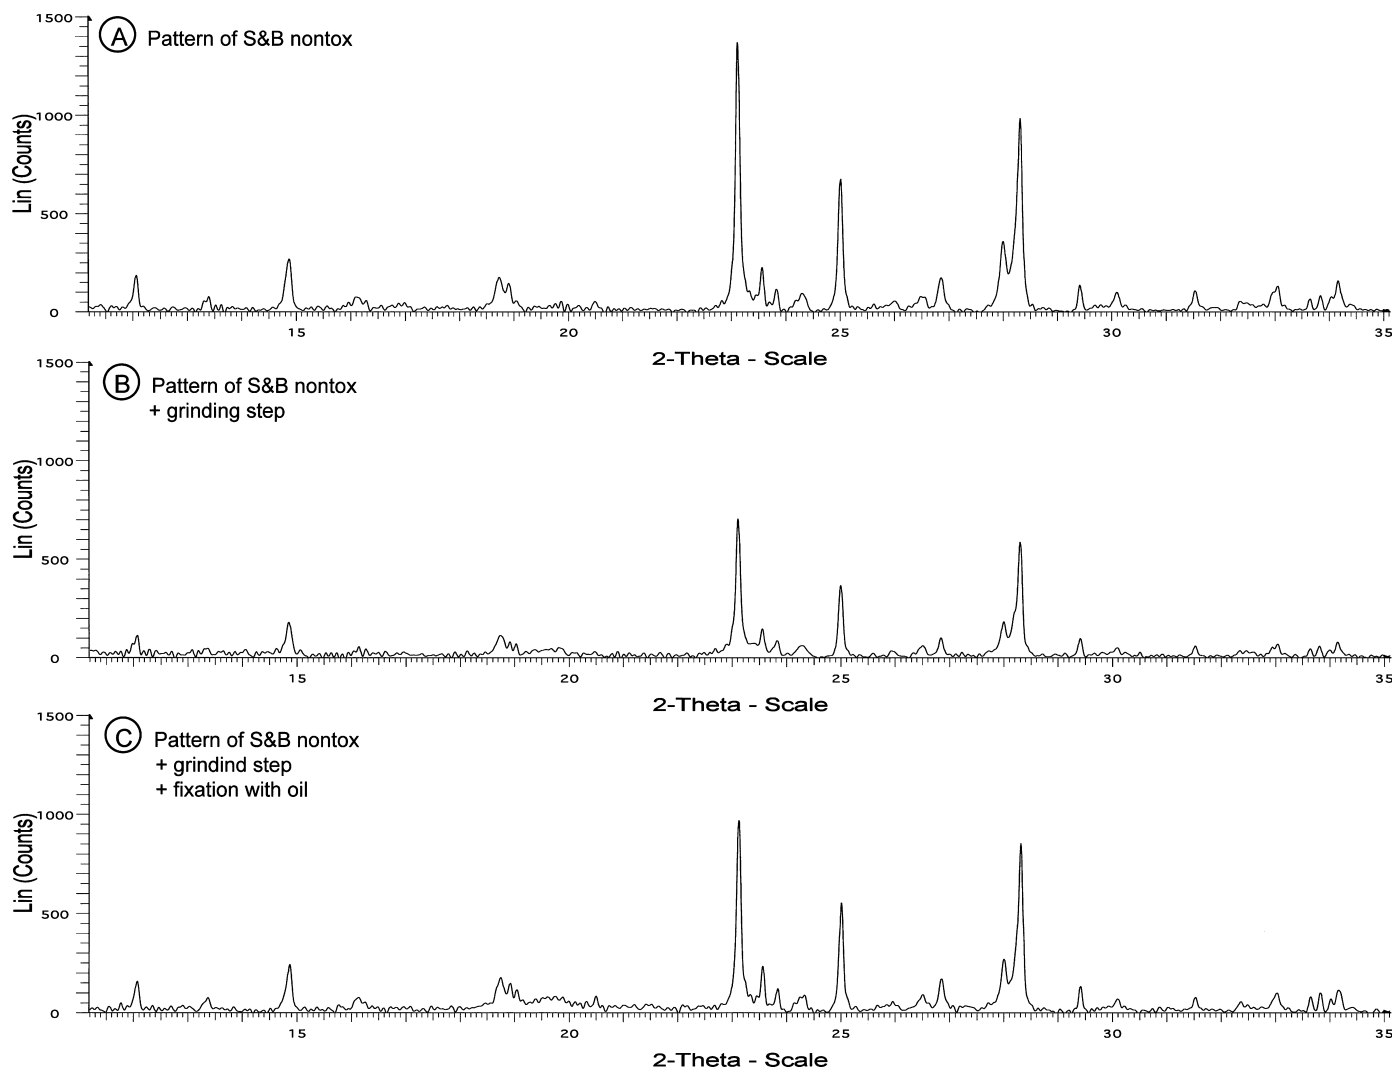 1500
A Pattern of S&B nontox
1000
Lin (Counts)
500
0
15 20 25 30 35
2-Theta - Scale
1500
B Pattern of S&B nontox
+ grinding step
1000
Lin (Counts)
500
0
15 20 25 30 35
2-Theta - Scale
1500
C Pattern of S&B nontox
+ grindind step
+ fixation with oil
1000
Lin (Counts)
500
0
15 20 25 30 35
2-Theta - Scale